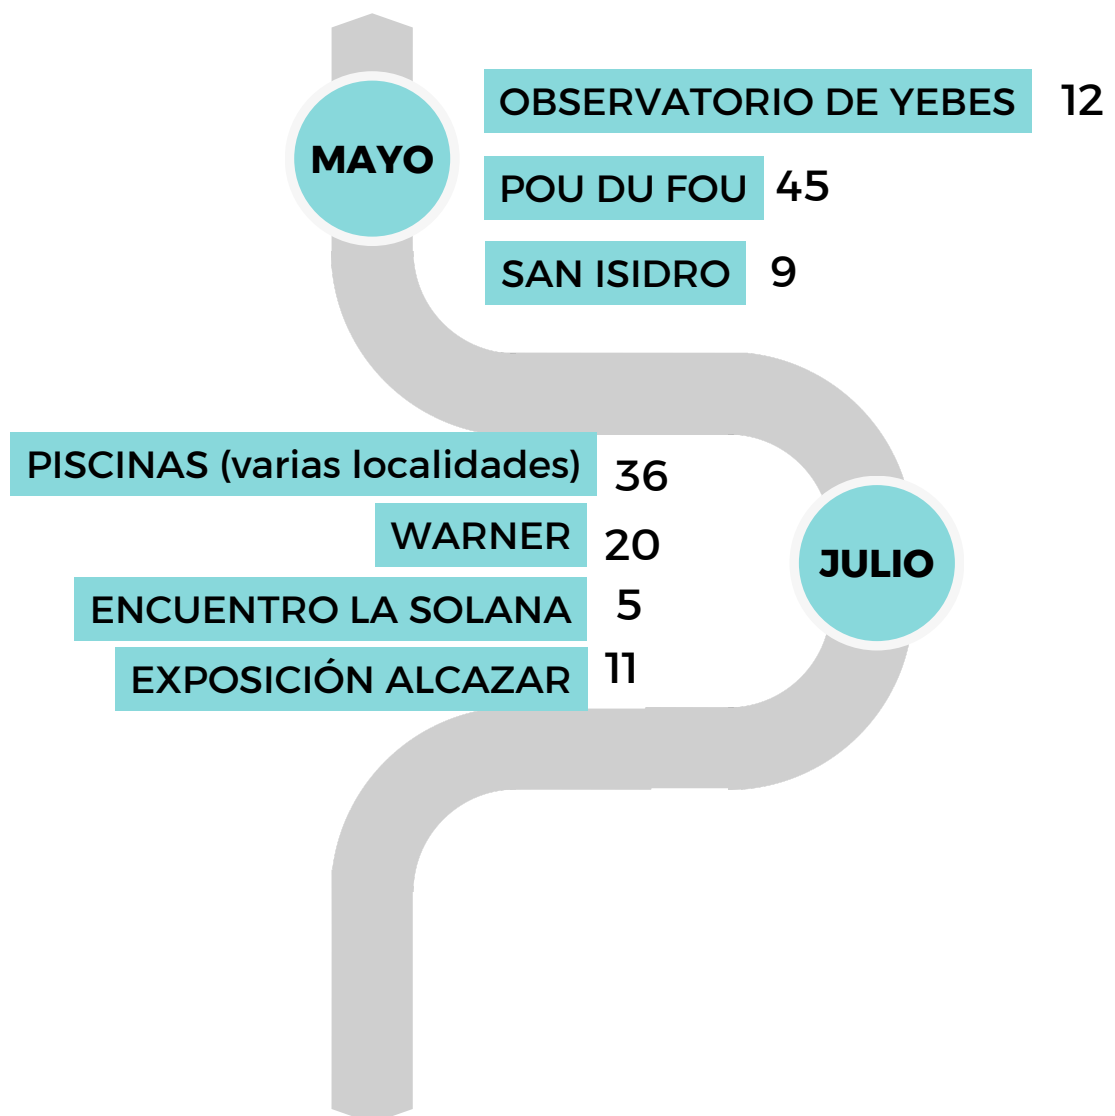 MAYO
OBSERVATORIO DE YEBES 12
POU DU FOU 45
SAN ISIDRO 9
PISCINAS (varias localidades) 36
WARNER 20
ENCUENTRO LA SOLANA 5
EXPOSICIÓN ALCAZAR 11
JULIO